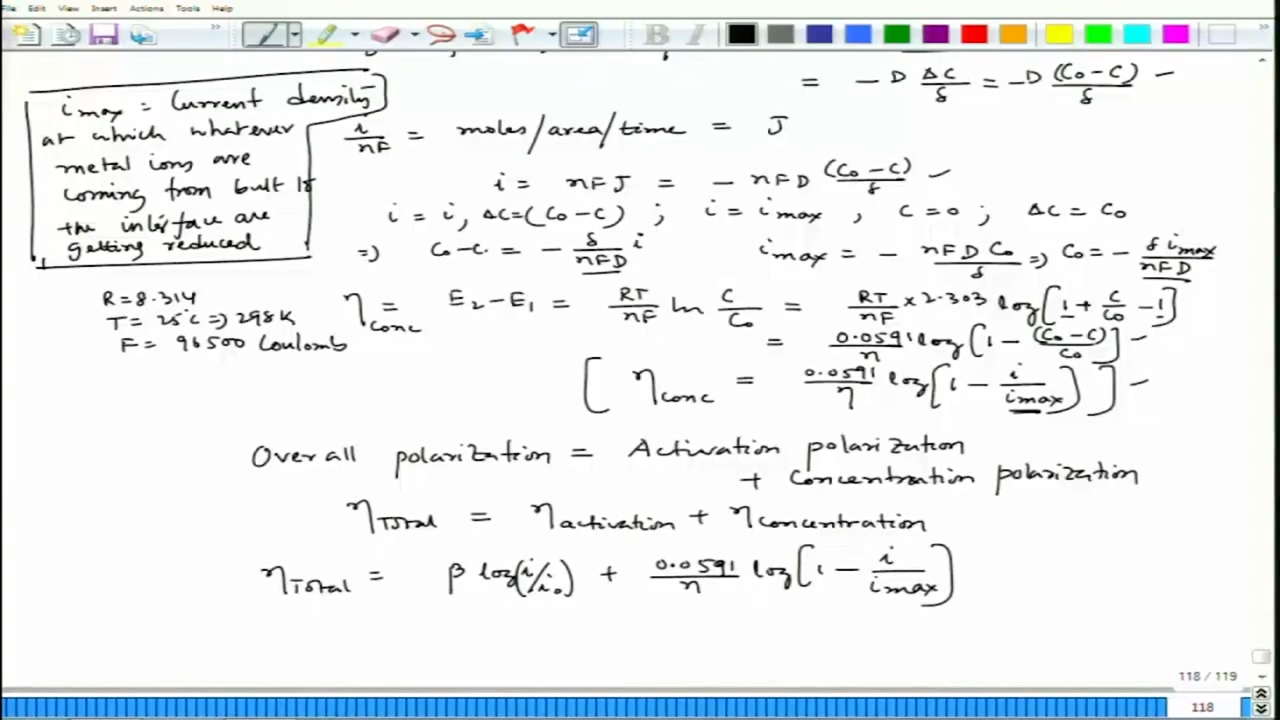 Edit View Insert Actions Tools Help
= - D ΔC/δ = -D (C₀-C)/δ -
i_max = Current density
at which whatever
metal ions are
coming from bult to
the interface are
getting reduced
i/nF = moles/area/time = J
i = nFJ = - nFD (C₀-C)/δ -
i = i, ΔC=(C₀-C) ; i = i_max , C=0 ; ΔC = C₀
=) C₀-C = - δ/nFD i i_max = - nFD C₀/δ =) C₀ = - δ i_max/nFD
R=8.314
T= 25°C =) 298K
F= 96500 Coulomb
η_conc = E₂-E₁ = RT/nF ln C/C₀ = RT/nF × 2.303 log[1 + C/C₀ - 1]
= 0.0591/n log[1 - (C₀-C)/C₀] -
[ η_conc = 0.0591/n log[1 - i/i_max] ] -
Overall polarization = Activation polarization
+ Concentration polarization
η_Total = η_activation + η_concentration
η_Total = β log(i/i₀) + 0.0591/n log[1 - i/i_max]
118 / 119
118